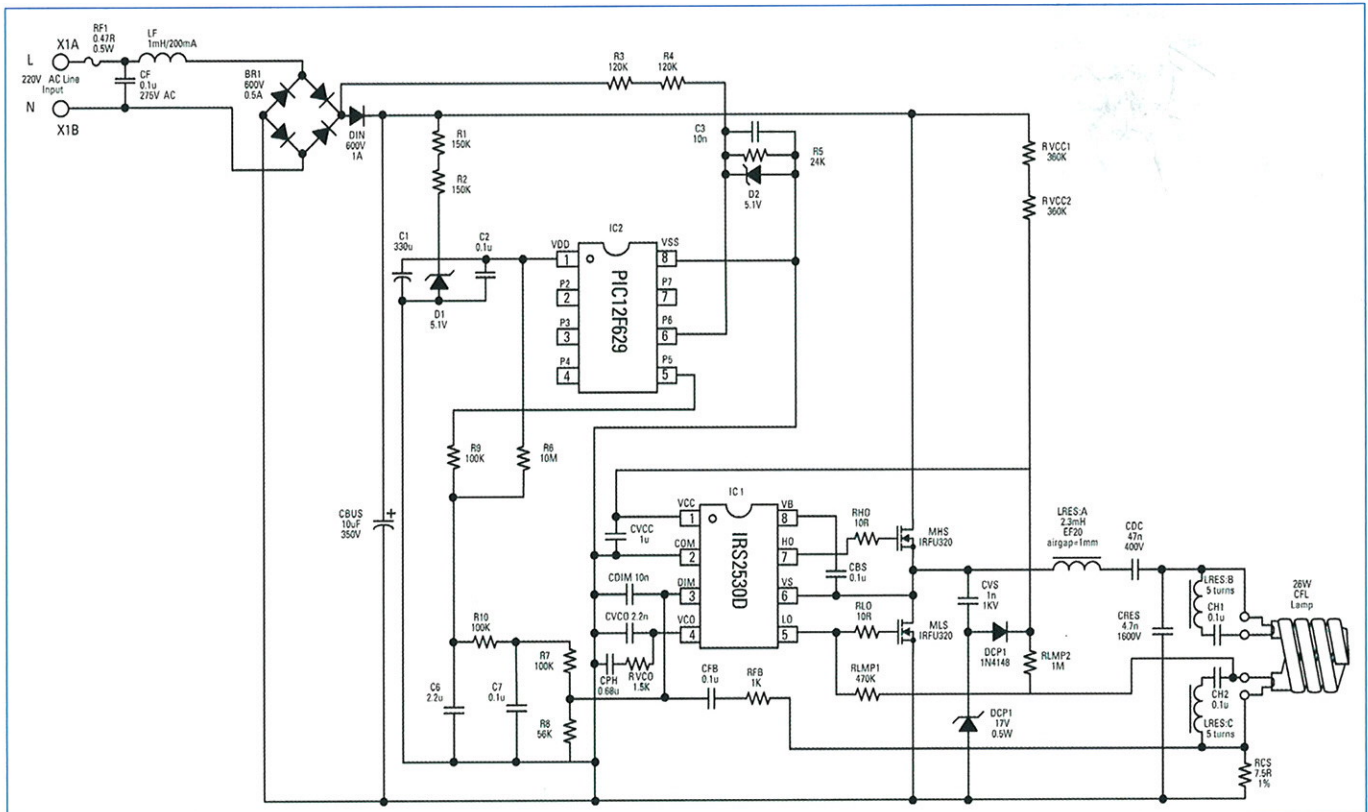 RF1
0.47R
0.5W
LF
1mH/200mA
X1A
L
220V AC Line
Input
N
X1B
CF
0.1u
275V AC
BR1
600V
0.5A
DIN
600V
1A
R3
120K
R4
120K
R1
150K
R2
150K
C3
10n
R5
24K
D2
5.1V
R VCC1
360K
R VCC2
360K
C1
330u
C2
0.1u
D1
5.1V
IC2
PIC12F629
VDD
1
P2
2
P3
3
P4
4
VSS
8
P7
7
P6
6
P5
5
R9
100K
R6
10M
CBUS
10uF
350V
+
IC1
IRS2530D
VCC
1
COM
2
DIM
3
VCO
4
VB
8
HO
7
VS
6
LO
5
CVCC
1u
CDIM 10n
CVCO 2.2n
RVCO
1.5K
CPH
0.68u
R10
100K
R7
100K
C6
2.2u
C7
0.1u
R8
56K
CFB
0.1u
RFB
1K
RHO
10R
CBS
0.1u
RLO
10R
RLMP1
470K
MHS
IRFU320
MLS
IRFU320
CVS
1n
1KV
DCP1
1N4148
RLMP2
1M
DCP1
17V
0.5W
LRES:A
2.3mH
EF20
airgap=1mm
CDC
47n
400V
CRES
4.7n
1600V
LRES:B
5 turns
CH1
0.1u
26W
CFL
Lamp
CH2
0.1u
LRES:C
5 turns
RCS
7.5R
1%